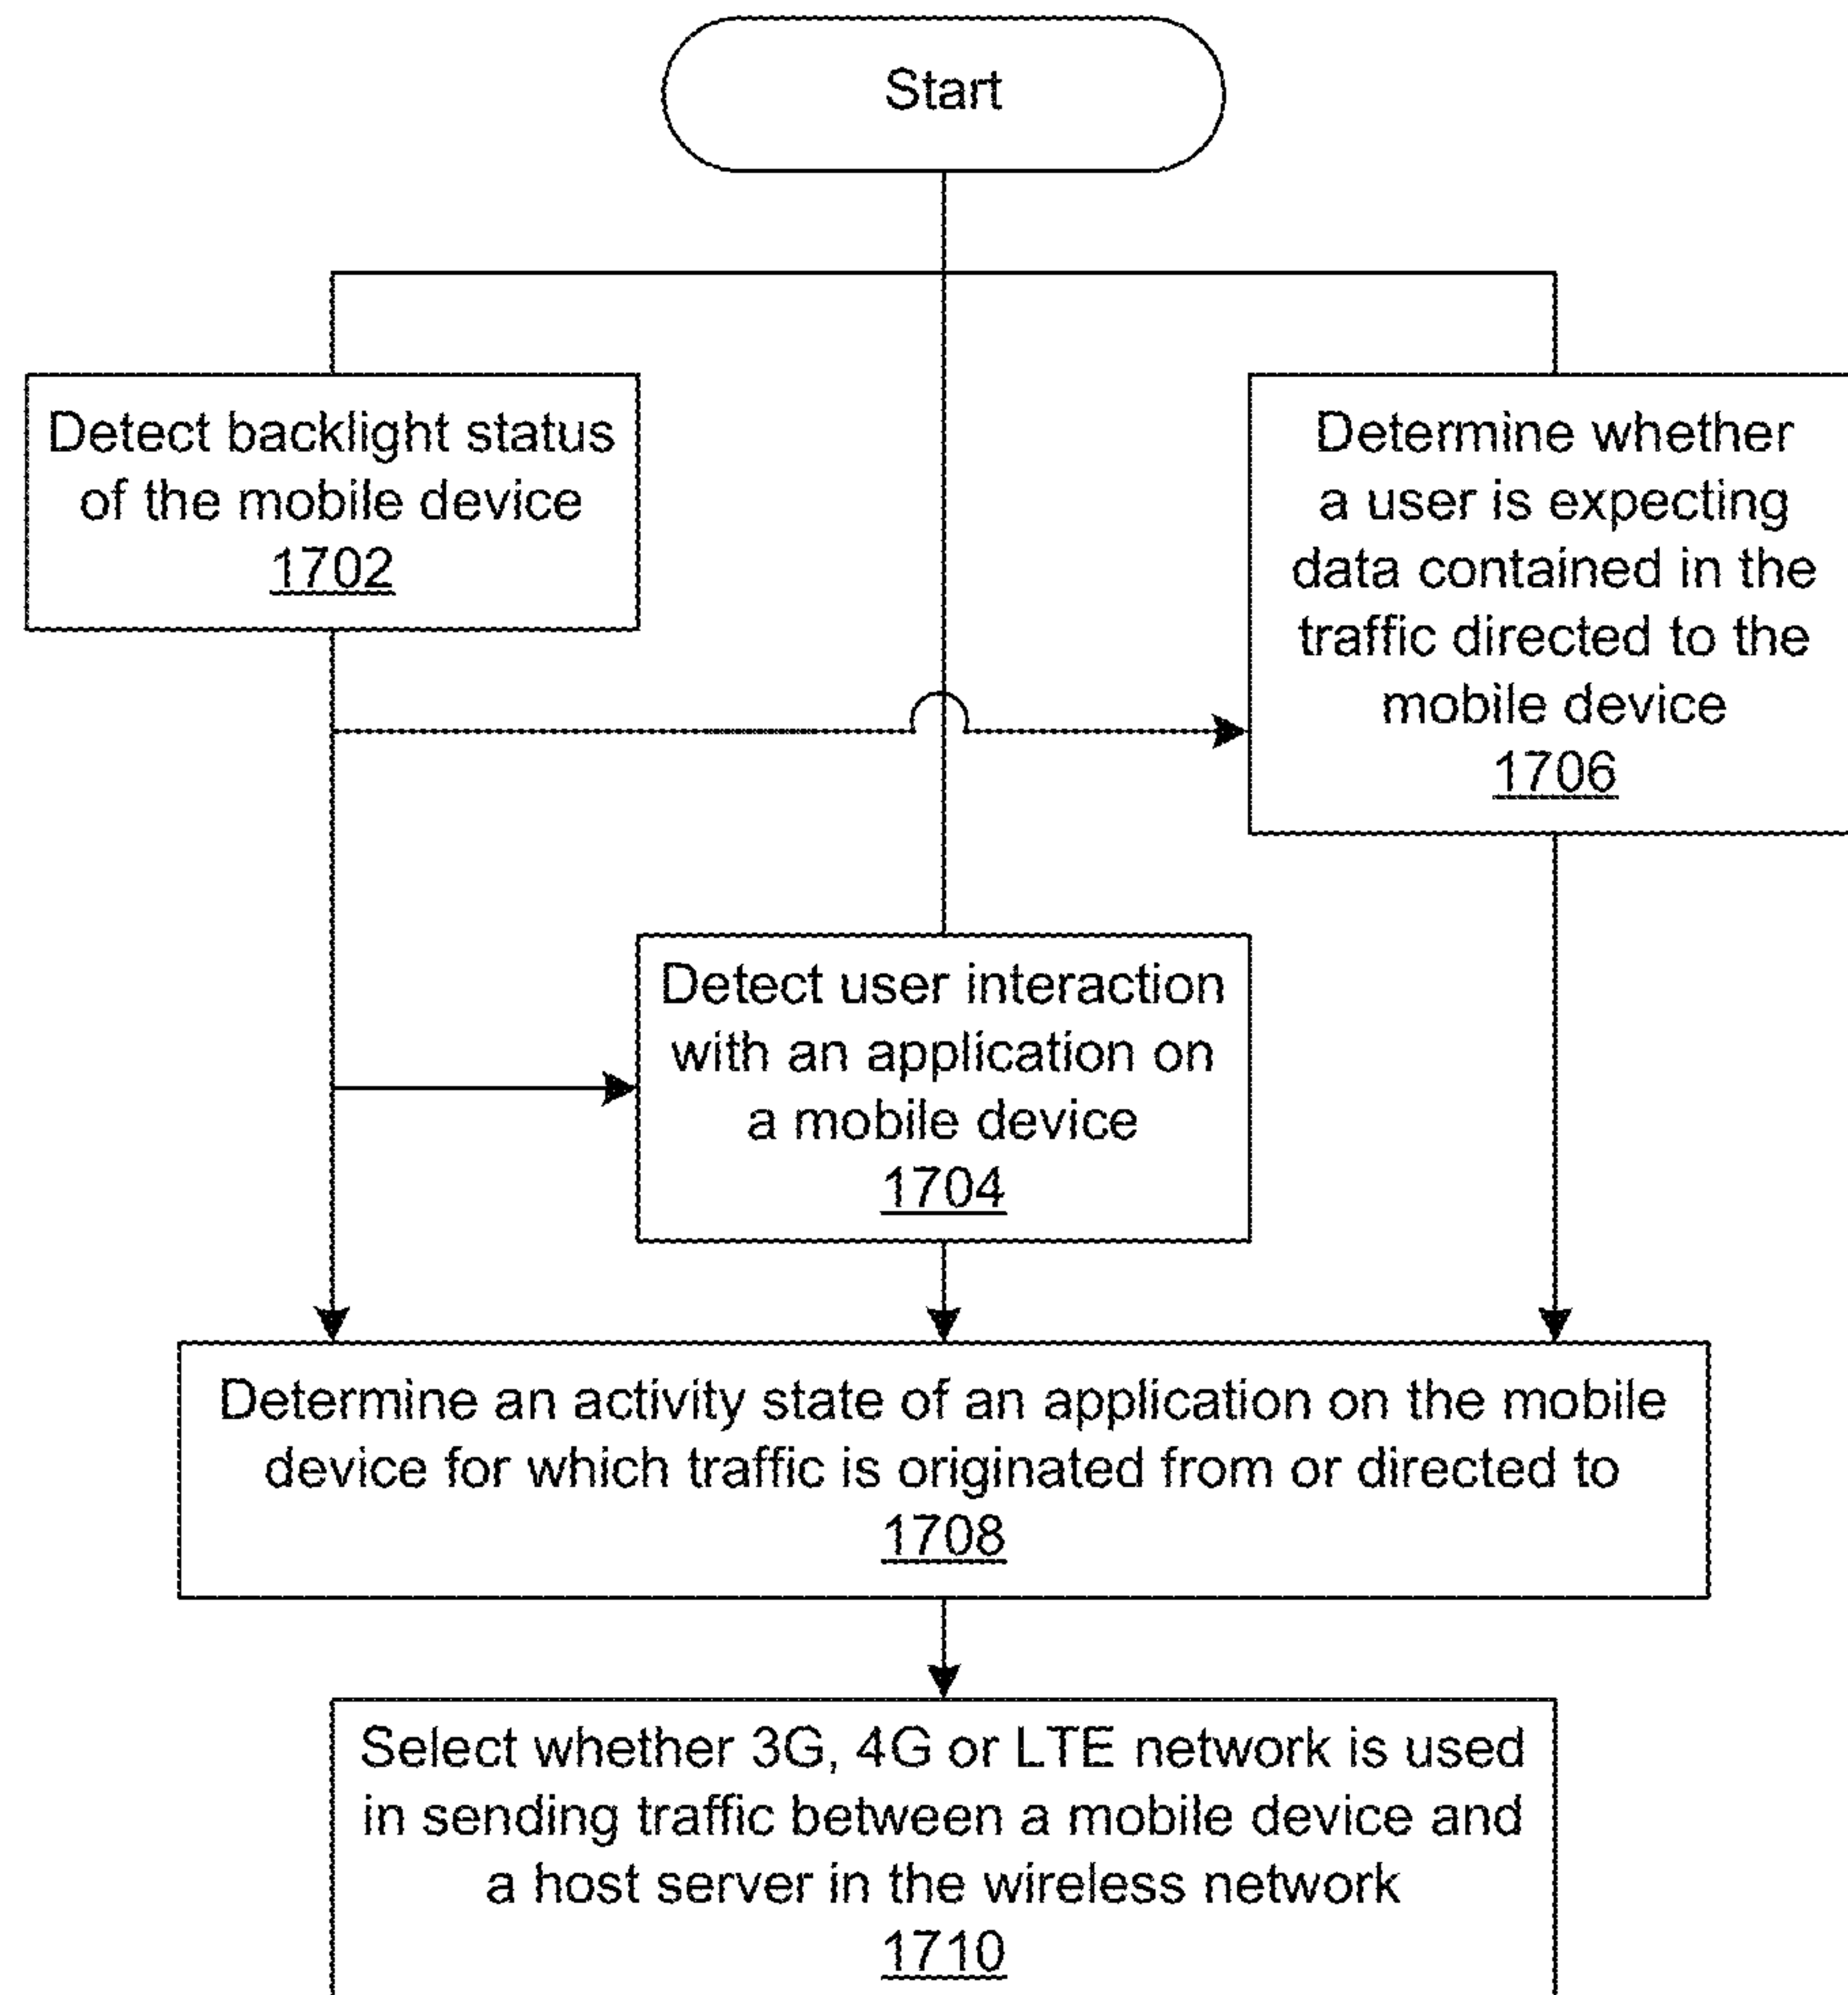 Start
Detect backlight status
of the mobile device
1702
Determine whether
a user is expecting
data contained in the
traffic directed to the
mobile device
1706
Detect user interaction
with an application on
a mobile device
1704
Determine an activity state of an application on the mobile
device for which traffic is originated from or directed to
1708
Select whether 3G, 4G or LTE network is used
in sending traffic between a mobile device and
a host server in the wireless network
1710